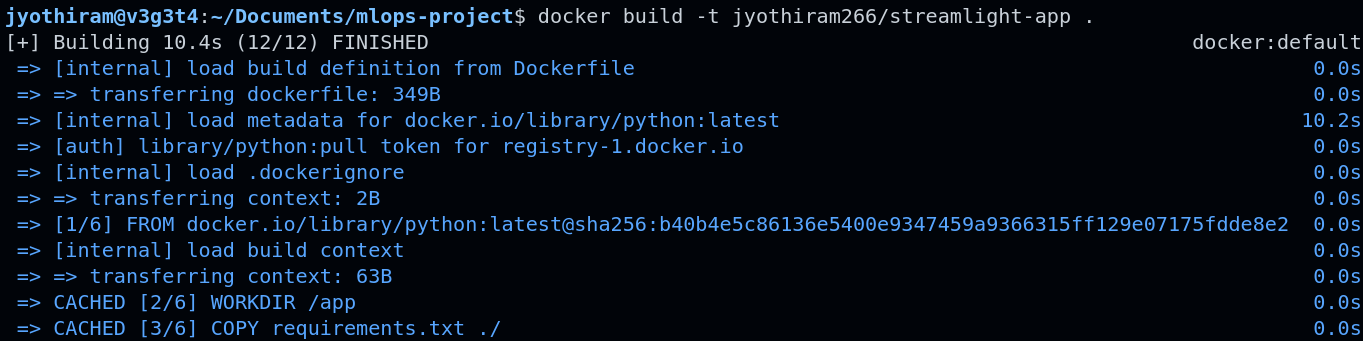 jyothiram@v3g3t4:~/Documents/mlops-project$ docker build -t jyothiram266/streamlight-app .
[+] Building 10.4s (12/12) FINISHED docker:default
=> [internal] load build definition from Dockerfile 0.0s
=> => transferring dockerfile: 349B 0.0s
=> [internal] load metadata for docker.io/library/python:latest 10.2s
=> [auth] library/python:pull token for registry-1.docker.io 0.0s
=> [internal] load .dockerignore 0.0s
=> => transferring context: 2B 0.0s
=> [1/6] FROM docker.io/library/python:latest@sha256:b40b4e5c86136e5400e9347459a9366315ff129e07175fdde8e2 0.0s
=> [internal] load build context 0.0s
=> => transferring context: 63B 0.0s
=> CACHED [2/6] WORKDIR /app 0.0s
=> CACHED [3/6] COPY requirements.txt ./ 0.0s